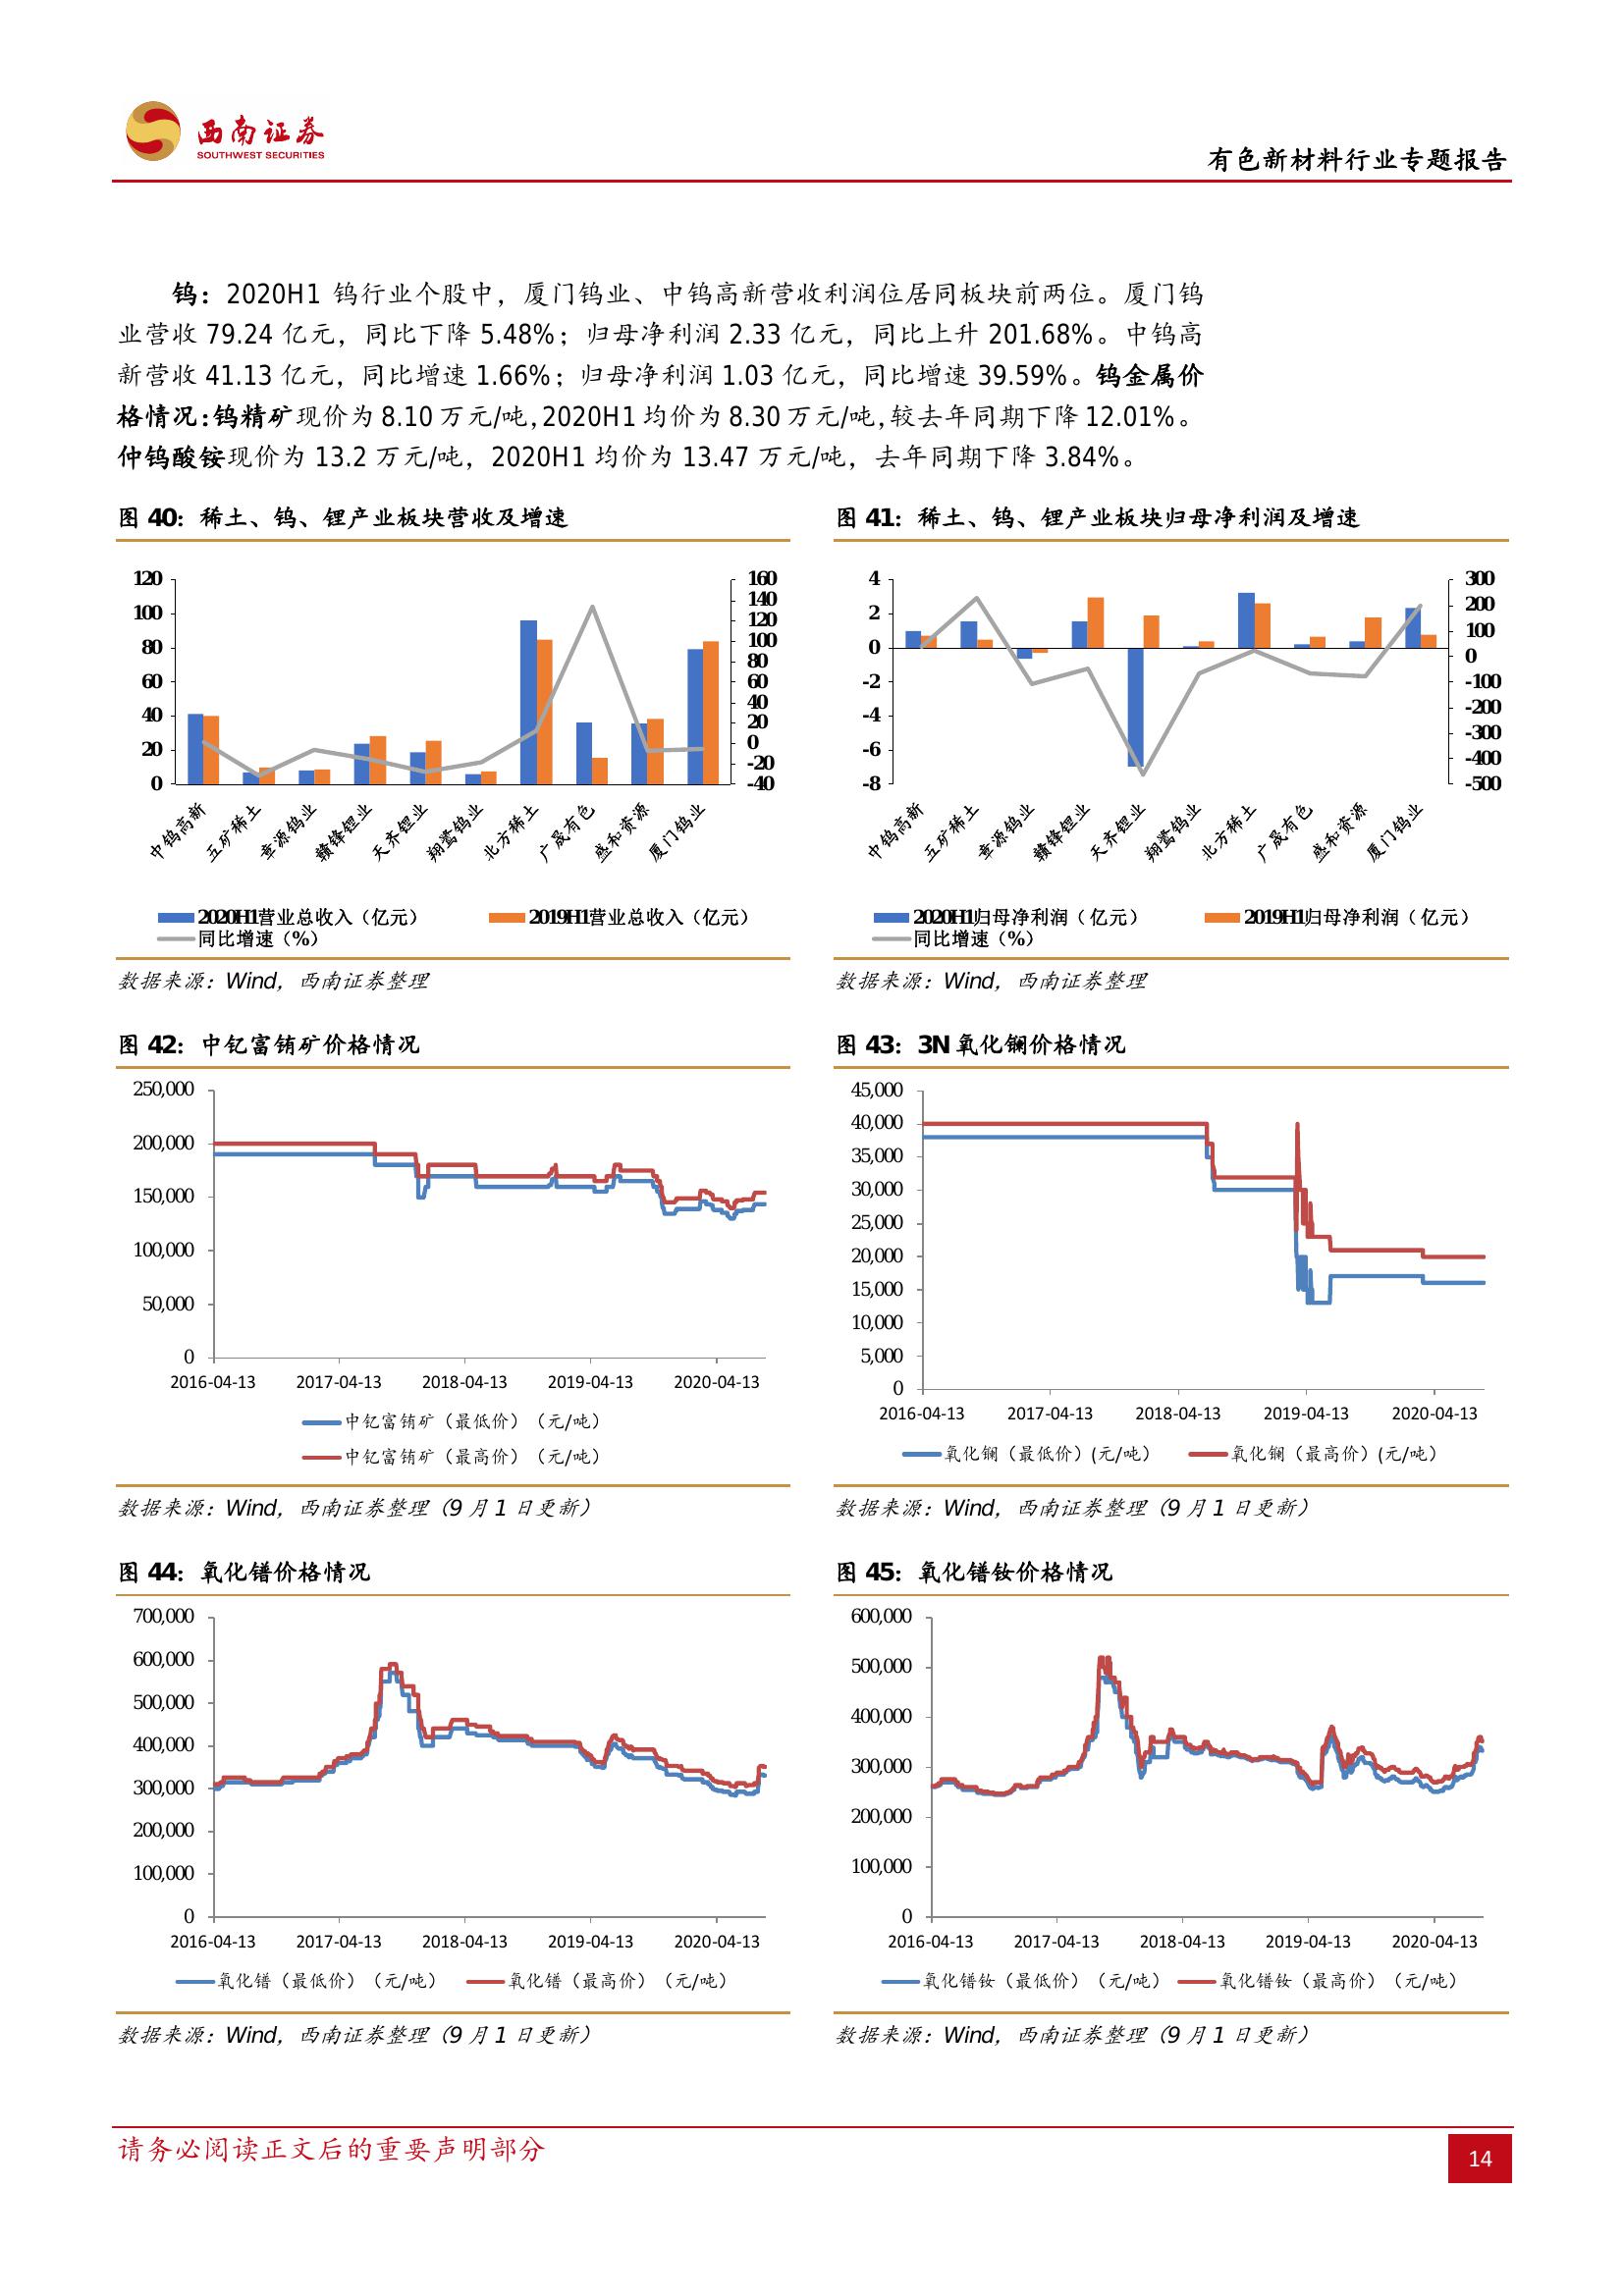 西南证券
SOUTHWEST SECURITIES
有色新材料行业专题报告
钨：2020H1 钨行业个股中，厦门钨业、中钨高新营收利润位居同板块前两位。厦门钨
业营收 79.24 亿元，同比下降 5.48%；归母净利润 2.33 亿元，同比上升 201.68%。中钨高
新营收 41.13 亿元，同比增速 1.66%；归母净利润 1.03 亿元，同比增速 39.59%。钨金属价
格情况：钨精矿现价为 8.10 万元/吨，2020H1 均价为 8.30 万元/吨，较去年同期下降 12.01%。
仲钨酸铵现价为 13.2 万元/吨，2020H1 均价为 13.47 万元/吨，去年同期下降 3.84%。
图 40：稀土、钨、锂产业板块营收及增速
120
100
80
60
40
20
0
160
140
120
100
80
60
40
20
0
-20
-40
中钨高新
五矿稀土
章源钨业
赣锋锂业
天齐锂业
翔鹭钨业
北方稀土
广晟有色
盛和资源
厦门钨业
2020H1营业总收入（亿元）
2019H1营业总收入（亿元）
同比增速（%）
数据来源：Wind，西南证券整理
图 41：稀土、钨、锂产业板块归母净利润及增速
4
2
0
-2
-4
-6
-8
300
200
100
0
-100
-200
-300
-400
-500
中钨高新
五矿稀土
章源钨业
赣锋锂业
天齐锂业
翔鹭钨业
北方稀土
广晟有色
盛和资源
厦门钨业
2020H1归母净利润（亿元）
2019H1归母净利润（亿元）
同比增速（%）
数据来源：Wind，西南证券整理
图 42：中钇富铕矿价格情况
250,000
200,000
150,000
100,000
50,000
0
2016-04-13 2017-04-13 2018-04-13 2019-04-13 2020-04-13
中钇富铕矿（最低价）（元/吨）
中钇富铕矿（最高价）（元/吨）
数据来源：Wind，西南证券整理（9 月 1 日更新）
图 43：3N 氧化镧价格情况
45,000
40,000
35,000
30,000
25,000
20,000
15,000
10,000
5,000
0
2016-04-13 2017-04-13 2018-04-13 2019-04-13 2020-04-13
氧化镧（最低价）(元/吨） 氧化镧（最高价）(元/吨）
数据来源：Wind，西南证券整理（9 月 1 日更新）
图 44：氧化镨价格情况
700,000
600,000
500,000
400,000
300,000
200,000
100,000
0
2016-04-13 2017-04-13 2018-04-13 2019-04-13 2020-04-13
氧化镨（最低价）（元/吨） 氧化镨（最高价）（元/吨）
数据来源：Wind，西南证券整理（9 月 1 日更新）
图 45：氧化镨钕价格情况
600,000
500,000
400,000
300,000
200,000
100,000
0
2016-04-13 2017-04-13 2018-04-13 2019-04-13 2020-04-13
氧化镨钕（最低价）（元/吨） 氧化镨钕（最高价）（元/吨）
数据来源：Wind，西南证券整理（9 月 1 日更新）
请务必阅读正文后的重要声明部分
14